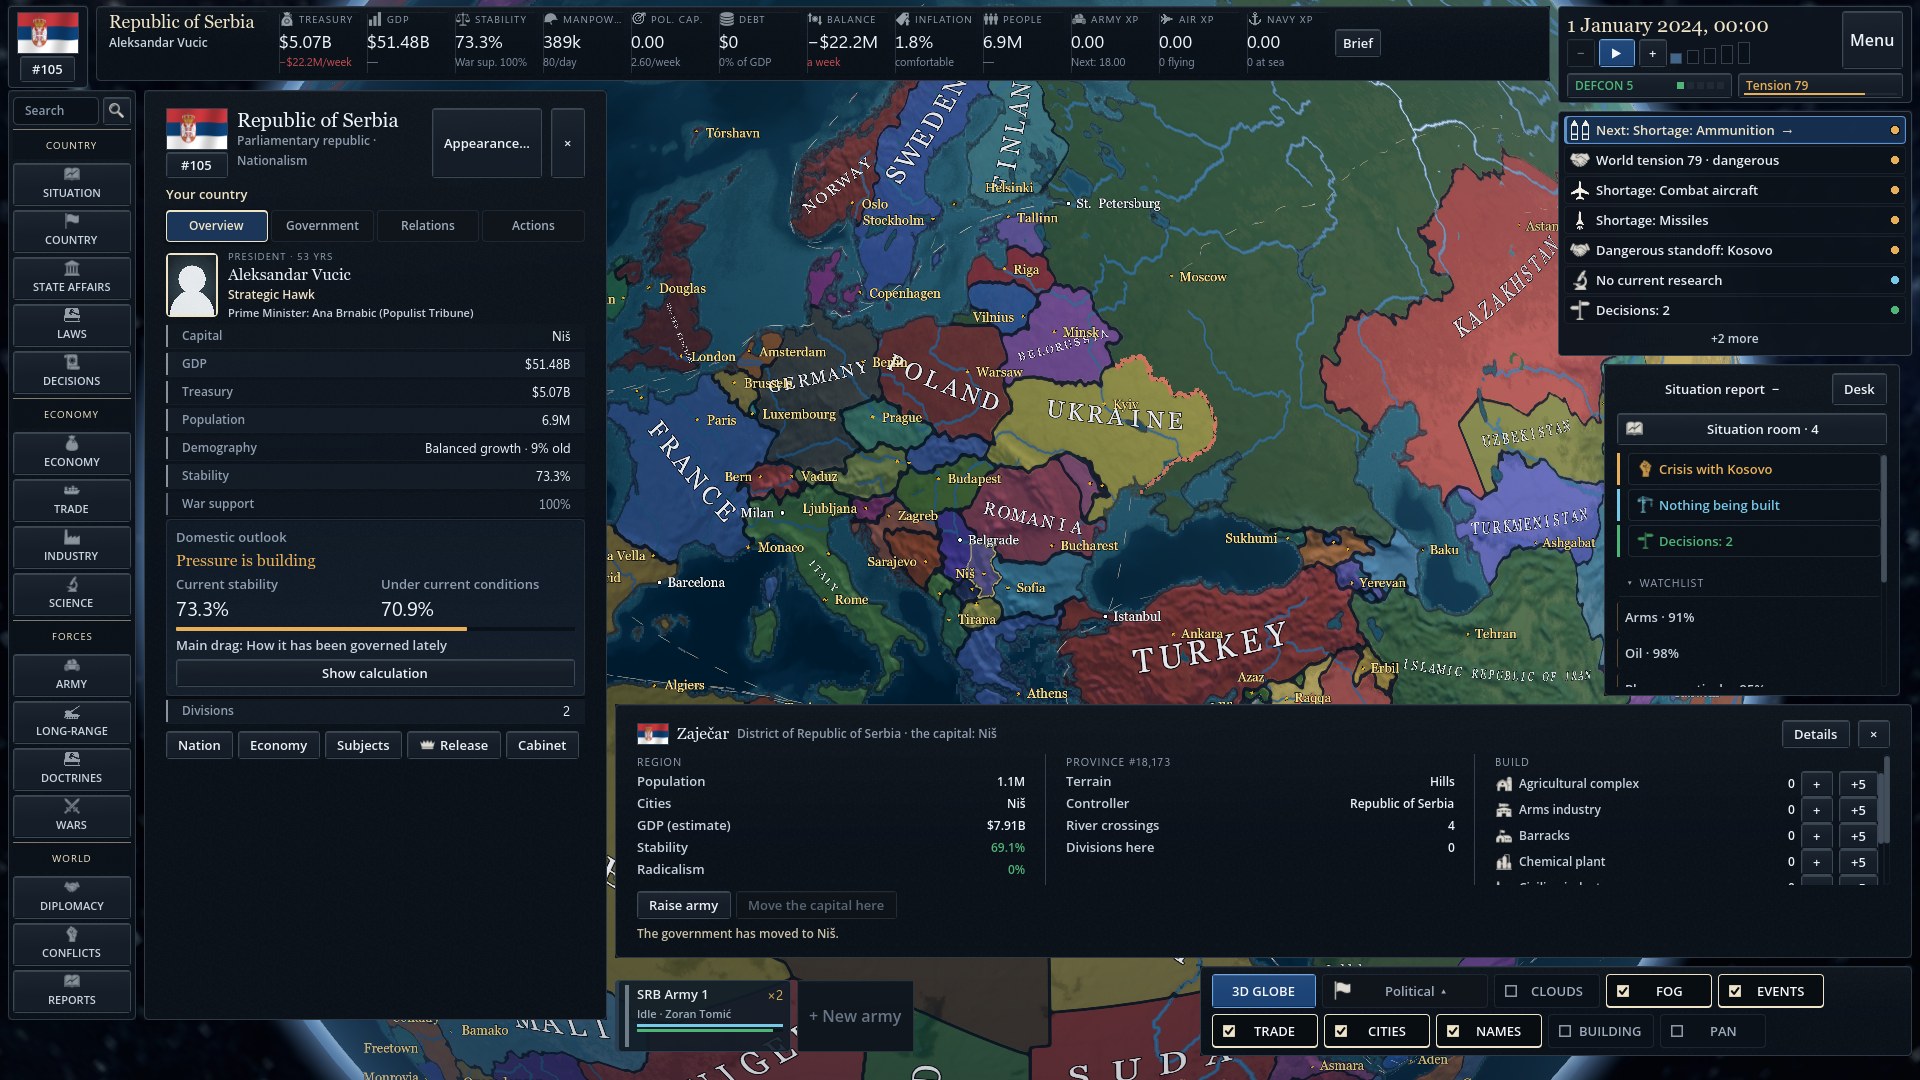 Republic of Serbia
Aleksandar Vucic
#105
TREASURY
$5.07B
−$22.2M/week
GDP
$51.48B
—
STABILITY
73.3%
War sup. 100%
MANPOW...
389k
80/day
POL. CAP.
0.00
2.60/week
DEBT
$0
0% of GDP
BALANCE
−$22.2M
a week
INFLATION
1.8%
comfortable
PEOPLE
6.9M
—
ARMY XP
0.00
Next: 18.00
AIR XP
0.00
0 flying
NAVY XP
0.00
0 at sea
Brief
1 January 2024, 00:00
Menu
− ▶ +
DEFCON 5
Tension 79
Search
COUNTRY
SITUATION
COUNTRY
STATE AFFAIRS
LAWS
DECISIONS
ECONOMY
ECONOMY
TRADE
INDUSTRY
SCIENCE
FORCES
ARMY
LONG-RANGE
DOCTRINES
WARS
WORLD
DIPLOMACY
CONFLICTS
REPORTS
Republic of Serbia
Parliamentary republic ·
Nationalism
#105
Appearance...
×
Your country
Overview
Government
Relations
Actions
PRESIDENT · 53 YRS
Aleksandar Vucic
Strategic Hawk
Prime Minister: Ana Brnabic (Populist Tribune)
Capital Niš
GDP $51.48B
Treasury $5.07B
Population 6.9M
Demography Balanced growth · 9% old
Stability 73.3%
War support 100%
Domestic outlook
Pressure is building
Current stability Under current conditions
73.3% 70.9%
Main drag: How it has been governed lately
Show calculation
Divisions 2
Nation
Economy
Subjects
Release
Cabinet
Next: Shortage: Ammunition →
World tension 79 · dangerous
Shortage: Combat aircraft
Shortage: Missiles
Dangerous standoff: Kosovo
No current research
Decisions: 2
+2 more
Situation report −
Desk
Situation room · 4
Crisis with Kosovo
Nothing being built
Decisions: 2
WATCHLIST
Arms · 91%
Oil · 98%
Tórshavn
SWEDEN
FINLAN
NORWAY
Helsinki
Oslo
Stockholm
St. Petersburg
Tallinn
Astan
Riga
Moscow
KAZAKHSTAN
Douglas
Copenhagen
Vilnius
Minsk
BELORUSSIA
London
Amsterdam
Berlin
GERMANY
POLAND
Warsaw
Brussels
Kyiv
UKRAINE
Paris
Luxembourg
Prague
UZBEKISTAN
FRANCE
Bern
Vaduz
Budapest
Milan
Ljubljana
Zagreb
ROMANIA
TURKMENISTAN
Monaco
Belgrade
Bucharest
Sukhumi
Baku
Ashgabat
a Vella
Sarajevo
rid
Barcelona
ITALY
Niš
Sofia
Yerevan
Rome
Tirana
Istanbul
Ankara
TURKEY
Tehran
Erbil
ISLAMIC REPUBLIC OF IRAN
Algiers
Athens
Azaz
Raqqa
Zaječar District of Republic of Serbia · the capital: Niš
Details
×
REGION
Population 1.1M
Cities Niš
GDP (estimate) $7.91B
Stability 69.1%
Radicalism 0%
PROVINCE #18,173
Terrain Hills
Controller Republic of Serbia
River crossings 4
Divisions here 0
BUILD
Agricultural complex 0 + +5
Arms industry 0 + +5
Barracks 0 + +5
Chemical plant 0 + +5
Raise army
Move the capital here
The government has moved to Niš.
SRB Army 1 ×2
Idle · Zoran Tomić
+ New army
3D GLOBE
Political
CLOUDS
FOG
EVENTS
TRADE
CITIES
NAMES
BUILDING
PAN
Bamako
MALI
Freetown
Monrovia
NIGE
SUDA
Asmara
Aden